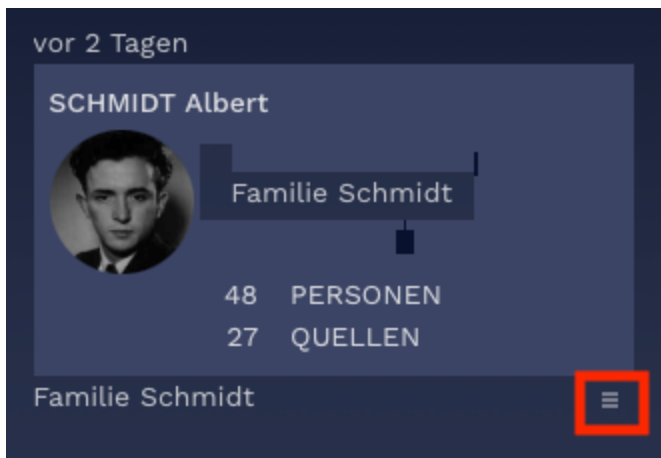 vor 2 Tagen
SCHMIDT Albert
Familie Schmidt
48 PERSONEN
27 QUELLEN
Familie Schmidt